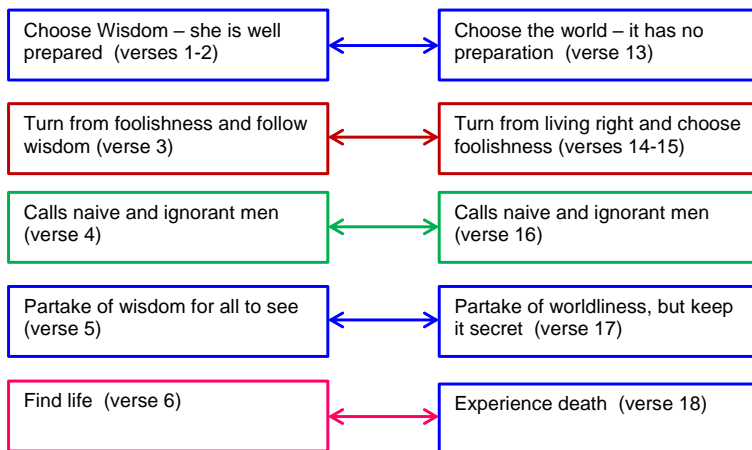 Choose Wisdom – she is well
prepared (verses 1-2)
Choose the world – it has no
preparation (verse 13)
Turn from foolishness and follow
wisdom (verse 3)
Turn from living right and choose
foolishness (verses 14-15)
Calls naive and ignorant men
(verse 4)
Calls naive and ignorant men
(verse 16)
Partake of wisdom for all to see
(verse 5)
Partake of worldliness, but keep
it secret (verse 17)
Find life (verse 6)
Experience death (verse 18)